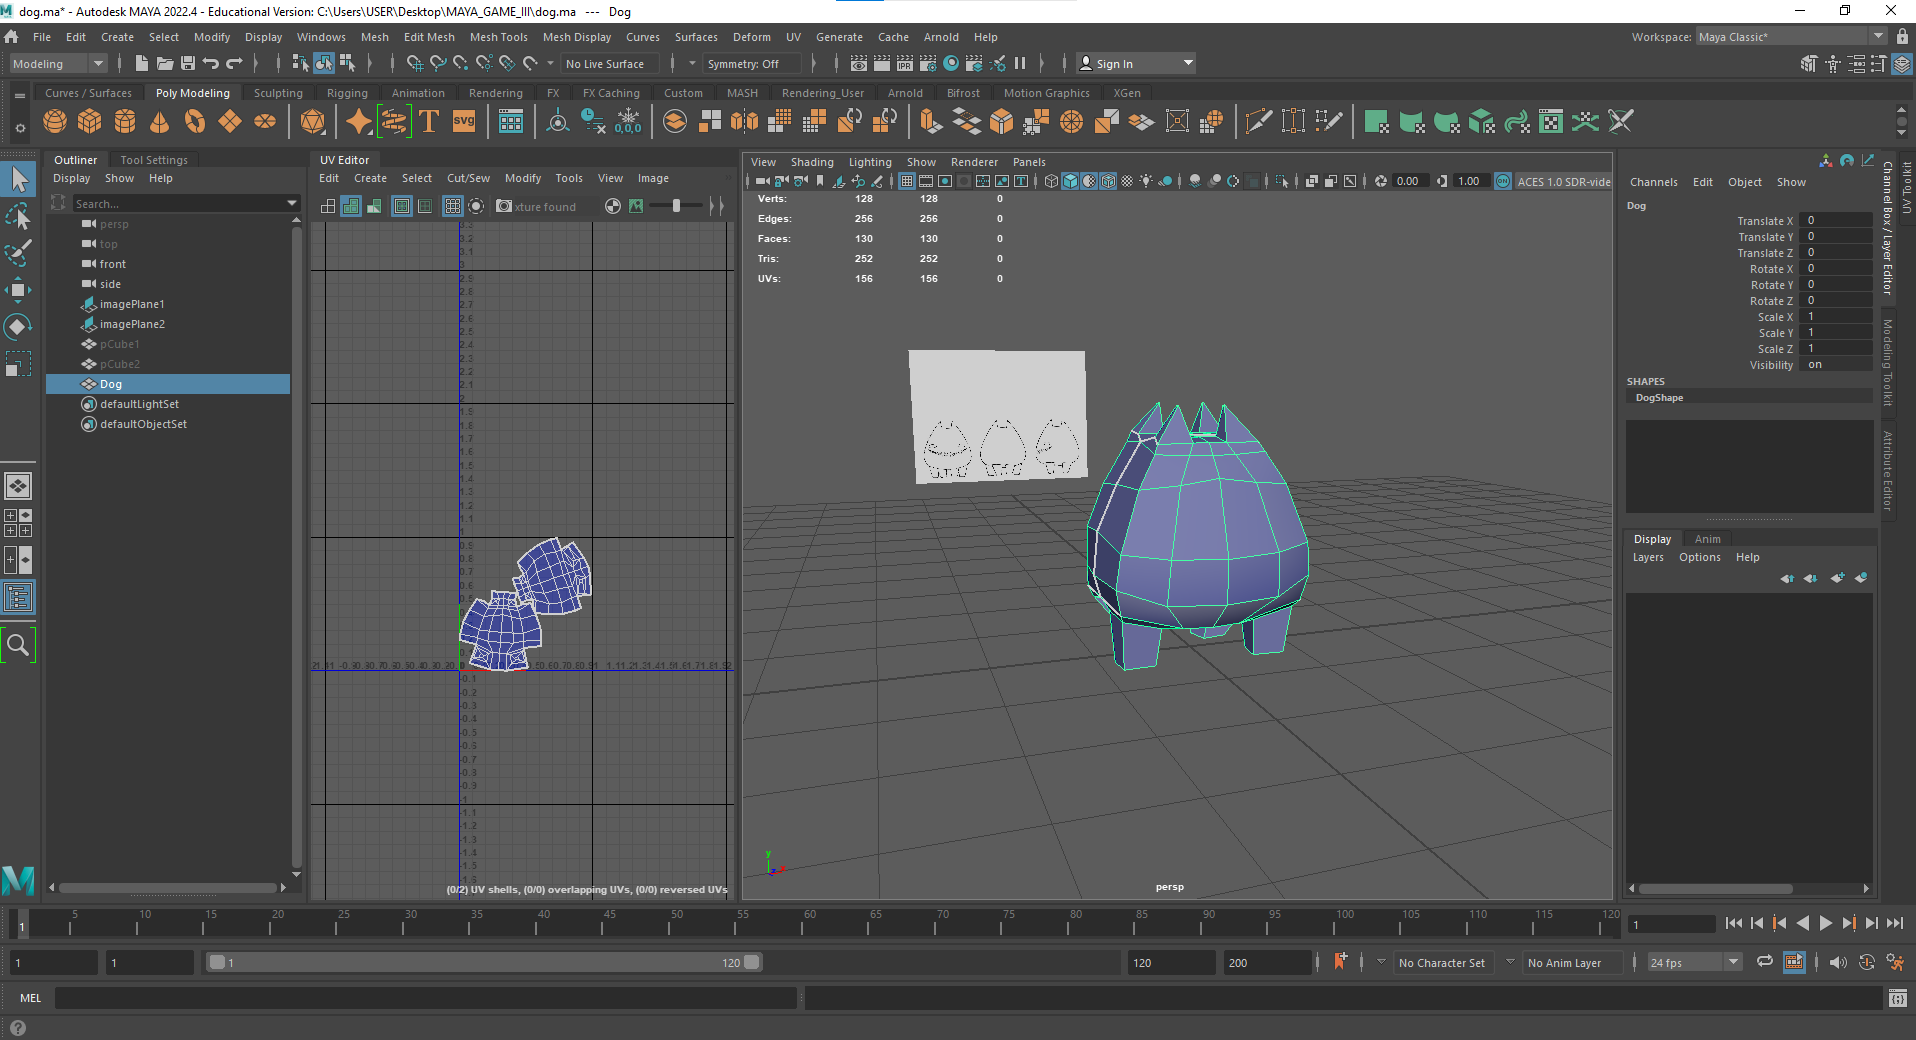 dog.ma* - Autodesk MAYA 2022.4 - Educational Version: C:\Users\USER\Desktop\MAYA_GAME_III\dog.ma --- Dog
File Edit Create Select Modify Display Windows Mesh Edit Mesh Mesh Tools Mesh Display Curves Surfaces Deform UV Generate Cache Arnold Help
Workspace: Maya Classic*
Modeling
No Live Surface
Symmetry: Off
Sign In
Curves / Surfaces Poly Modeling Sculpting Rigging Animation Rendering FX FX Caching Custom MASH Rendering_User Arnold Bifrost Motion Graphics XGen
T
svg
0,0,0
Outliner Tool Settings
Display Show Help
Search...
persp
top
front
side
imagePlane1
imagePlane2
pCube1
pCube2
Dog
defaultLightSet
defaultObjectSet
UV Editor
Edit Create Select Cut/Sew Modify Tools View Image
xture found
(0/2) UV shells, (0/0) overlapping UVs, (0/0) reversed UVs
View Shading Lighting Show Renderer Panels
0.00
1.00
ON
ACES 1.0 SDR-vide
Verts: 128 128 0
Edges: 256 256 0
Faces: 130 130 0
Tris: 252 252 0
UVs: 156 156 0
y
persp
Channels Edit Object Show
Dog
Translate X 0
Translate Y 0
Translate Z 0
Rotate X 0
Rotate Y 0
Rotate Z 0
Scale X 1
Scale Y 1
Scale Z 1
Visibility on
SHAPES
DogShape
Channel Box / Layer Editor
Modeling Toolkit
Attribute Editor
UV Toolkit
Display Anim
Layers Options Help
1
5 10 15 20 25 30 35 40 45 50 55 60 65 70 75 80 85 90 95 100 105 110 115 120
1
1
1
1
120
120
200
No Character Set
No Anim Layer
24 fps
MEL